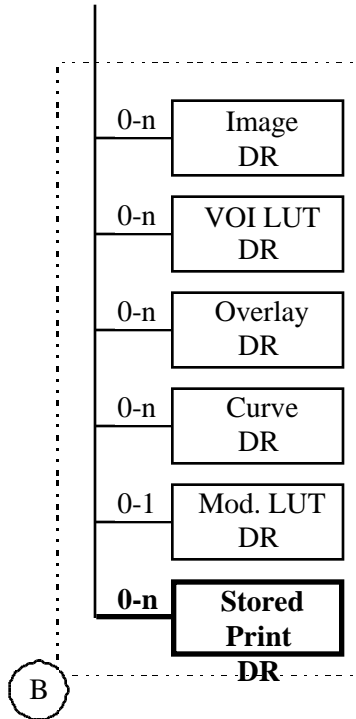 0-n
Image
DR
0-n
VOI LUT
DR
0-n
Overlay
DR
0-n
Curve
DR
0-1
Mod. LUT
DR
0-n
Stored
Print
DR
B